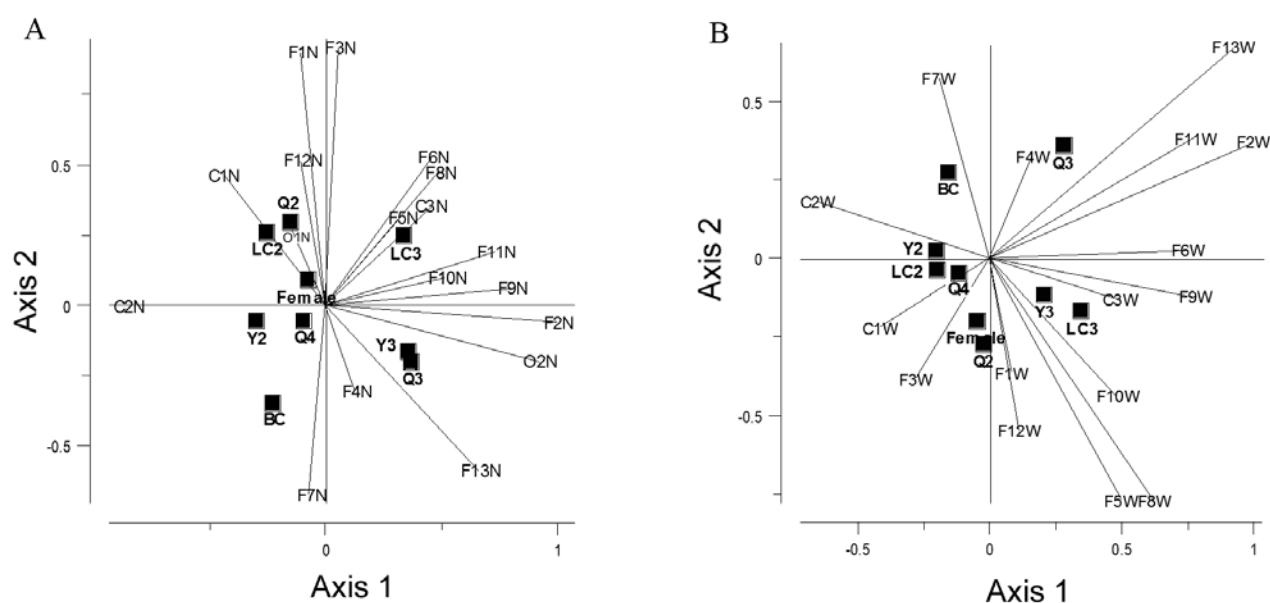 A
Axis 2
0.5
0
-0.5
F1N
F3N
F12N
F6N
F8N
C1N
Q2
C3N
F5N
O1N
LC2
LC3
F11N
F10N
Female
F9N
C2N
F2N
Y2
Q4
Y3
Q3
O2N
F4N
BC
F13N
F7N
0
1
Axis 1
B
Axis 2
0.5
0
-0.5
F13W
F7W
F11W
F2W
Q3
F4W
BC
C2W
Y2
F6W
LC2
Q4
C3W
F9W
Y3
LC3
C1W
Female
Q2
F3W
F1W
F10W
F12W
F5W
F8W
-0.5
0
0.5
1
Axis 1